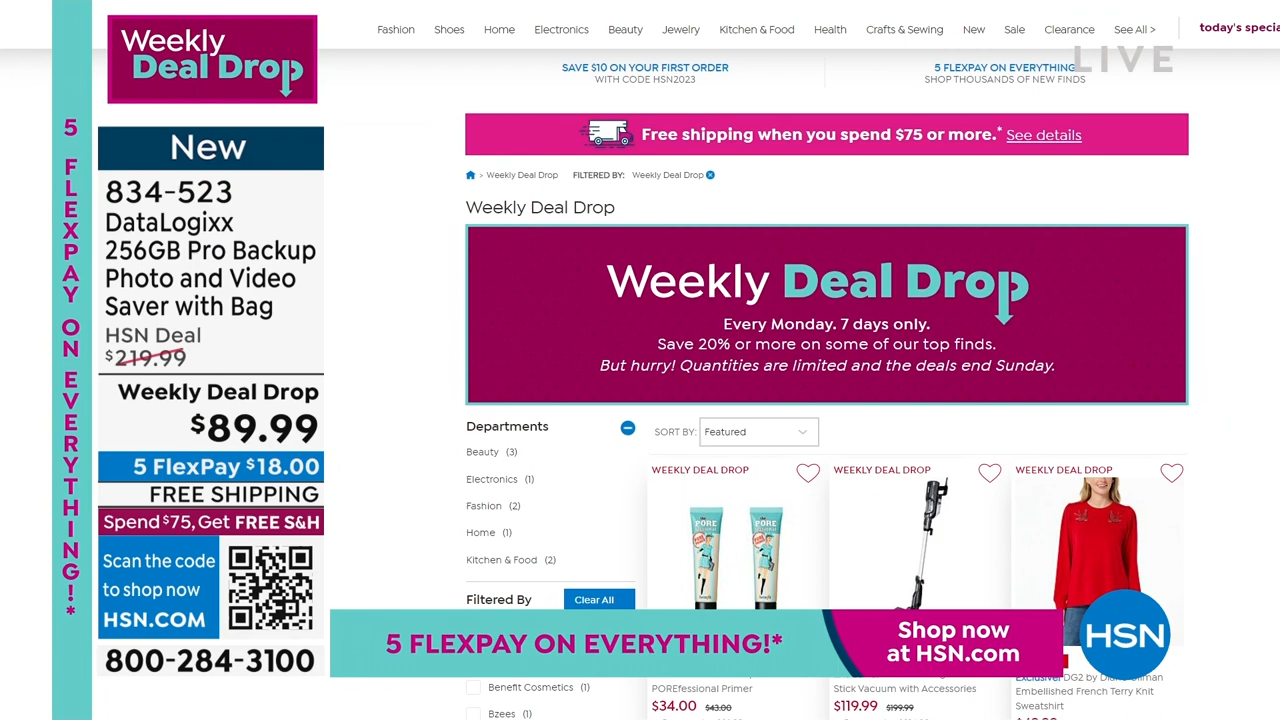 Weekly
Deal Drop
Fashion Shoes Home Electronics Beauty Jewelry Kitchen & Food Health Crafts & Sewing New Sale Clearance See All > today's specia
LIVE
SAVE $10 ON YOUR FIRST ORDER
WITH CODE HSN2023
5 FLEXPAY ON EVERYTHING
SHOP THOUSANDS OF NEW FINDS
5 FLEXPAY ON EVERYTHING!*
Free shipping when you spend $75 or more.* See details
> Weekly Deal Drop FILTERED BY: Weekly Deal Drop
Weekly Deal Drop
Weekly Deal Drop
Every Monday. 7 days only.
Save 20% or more on some of our top finds.
But hurry! Quantities are limited and the deals end Sunday.
New
834-523
DataLogixx
256GB Pro Backup
Photo and Video
Saver with Bag
HSN Deal
$219.99
Weekly Deal Drop
$89.99
5 FlexPay $18.00
FREE SHIPPING
Spend $75, Get FREE S&H
Scan the code
to shop now
HSN.COM
800-284-3100
Departments
Beauty (3)
Electronics (1)
Fashion (2)
Home (1)
Kitchen & Food (2)
Filtered By Clear All
Benefit Cosmetics (1)
Bzees (1)
SORT BY: Featured
WEEKLY DEAL DROP
PORE
benefit
PORE
benefit
POREfessional Primer
$34.00 $43.00
WEEKLY DEAL DROP
Stick Vacuum with Accessories
$119.99 $199.99
WEEKLY DEAL DROP
Embellished French Terry Knit
Sweatshirt
5 FLEXPAY ON EVERYTHING!*
Shop now
at HSN.com
HSN